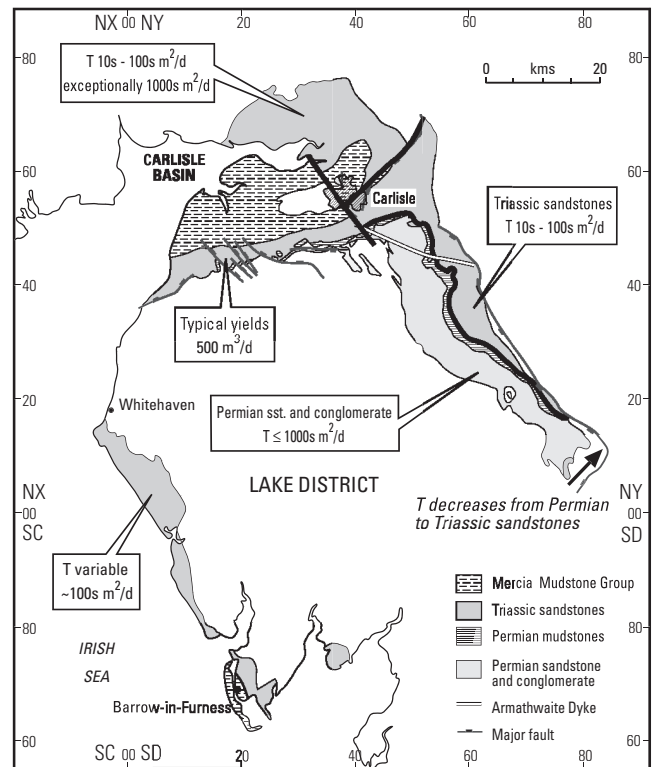 NX 00 NY 20 40 60 80
80 80
0 kms 20
T 10s - 100s m²/d
exceptionally 1000s m²/d
60 60
CARLISLE
BASIN
Carlisle
Triassic sandstones
T 10s - 100s m²/d
40 40
Typical yields
500 m³/d
20 20
Whitehaven
Permian sst. and conglomerate
T ≤ 1000s m²/d
LAKE DISTRICT
T decreases from Permian
to Triassic sandstones
NX NY
00 00
SC SD
T variable
~100s m²/d
Mercia Mudstone Group
Triassic sandstones
80 80
Permian mudstones
IRISH
SEA
Permian sandstone
and conglomerate
Barrow-in-Furness
Armathwaite Dyke
Major fault
60 60
SC 00 SD 20 40 60 80